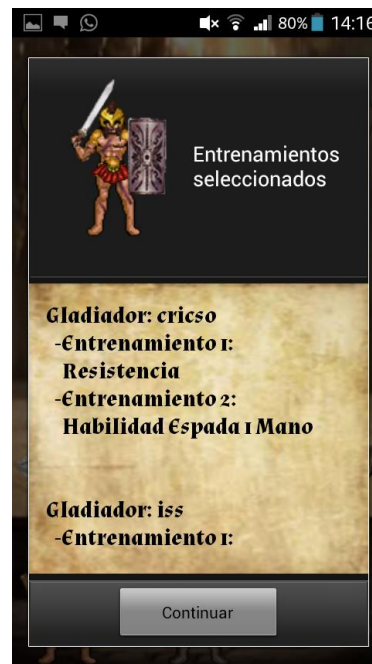 80% 14:16
Entrenamientos
seleccionados
Gladiador: cricso
-Entrenamiento 1:
Resistencia
-Entrenamiento 2:
Habilidad Espada 1 Mano
Gladiador: iss
-Entrenamiento 1:
Continuar